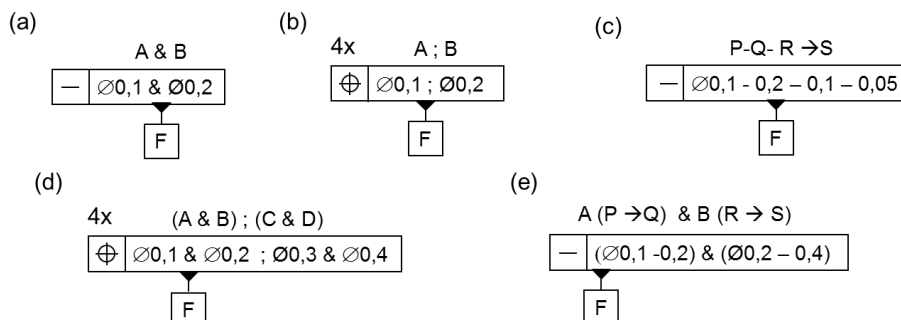 (a)
A & B
— ∅0,1 & Ø0,2
F
(b)
4x A ; B
⌖ ∅0,1 ; Ø0,2
F
(c)
P-Q- R →S
— ∅0,1 - 0,2 – 0,1 – 0,05
F
(d)
4x (A & B) ; (C & D)
⌖ ∅0,1 & ∅0,2 ; Ø0,3 & ∅0,4
F
(e)
A (P →Q) & B (R → S)
— (∅0,1 -0,2) & (Ø0,2 – 0,4)
F